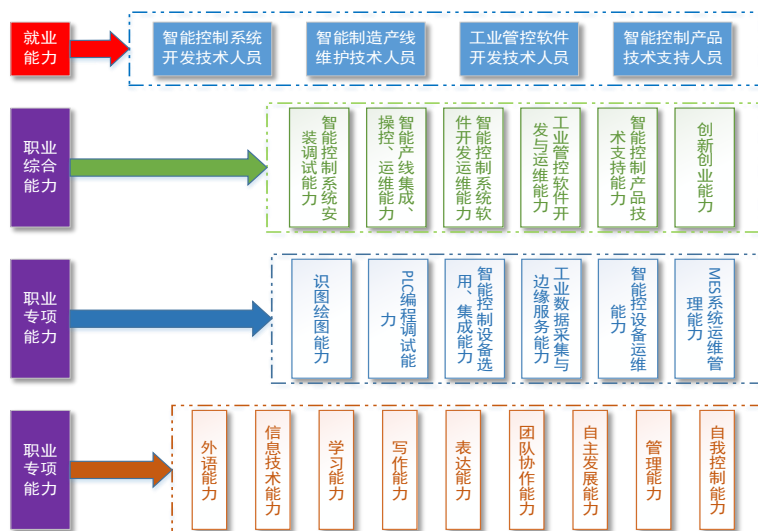 就业
能力
智能控制系统
开发技术人员
智能制造产线
维护技术人员
工业管控软件
开发技术人员
智能控制产品
技术支持人员
职业
综合
能力
智能控制系统安
装调试能力
智能产线集成、
操控、运维能力
智能控制系统软
件开发运维能力
工业管控软件开
发与运维能力
智能控制产品技
术支持能力
创新创业能力
职业
专项
能力
识图绘图能力
PLC编程调试能
力
智能控制设备选
用、集成能力
工业数据采集与
边缘服务能力
智能控设备运维
能力
MES系统运维管
理能力
职业
专项
能力
外语能力
信息技术能力
学习能力
写作能力
表达能力
团队协作能力
自主发展能力
管理能力
自我控制能力